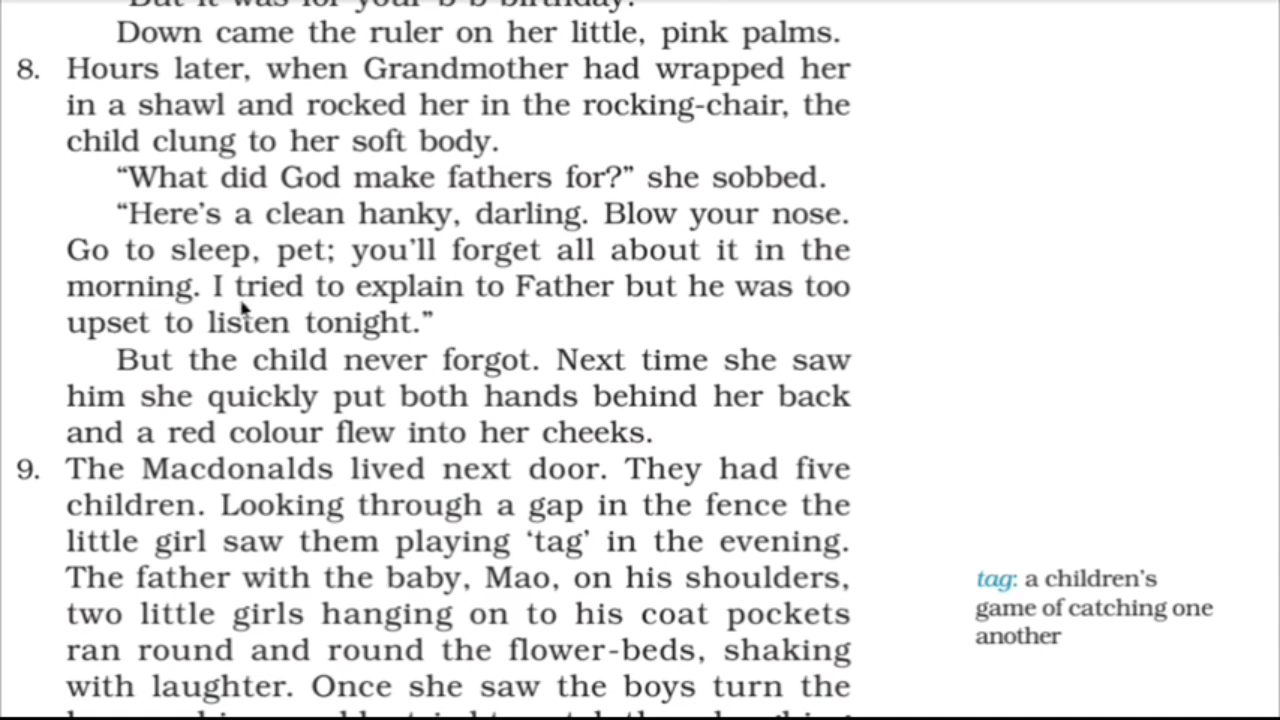 Down came the ruler on her little, pink palms.
8. Hours later, when Grandmother had wrapped her
in a shawl and rocked her in the rocking-chair, the
child clung to her soft body.
“What did God make fathers for?” she sobbed.
“Here’s a clean hanky, darling. Blow your nose.
Go to sleep, pet; you’ll forget all about it in the
morning. I tried to explain to Father but he was too
upset to listen tonight.”
But the child never forgot. Next time she saw
him she quickly put both hands behind her back
and a red colour flew into her cheeks.
9. The Macdonalds lived next door. They had five
children. Looking through a gap in the fence the
little girl saw them playing ‘tag’ in the evening.
The father with the baby, Mao, on his shoulders,
two little girls hanging on to his coat pockets
ran round and round the flower-beds, shaking
with laughter. Once she saw the boys turn the
tag: a children’s
game of catching one
another